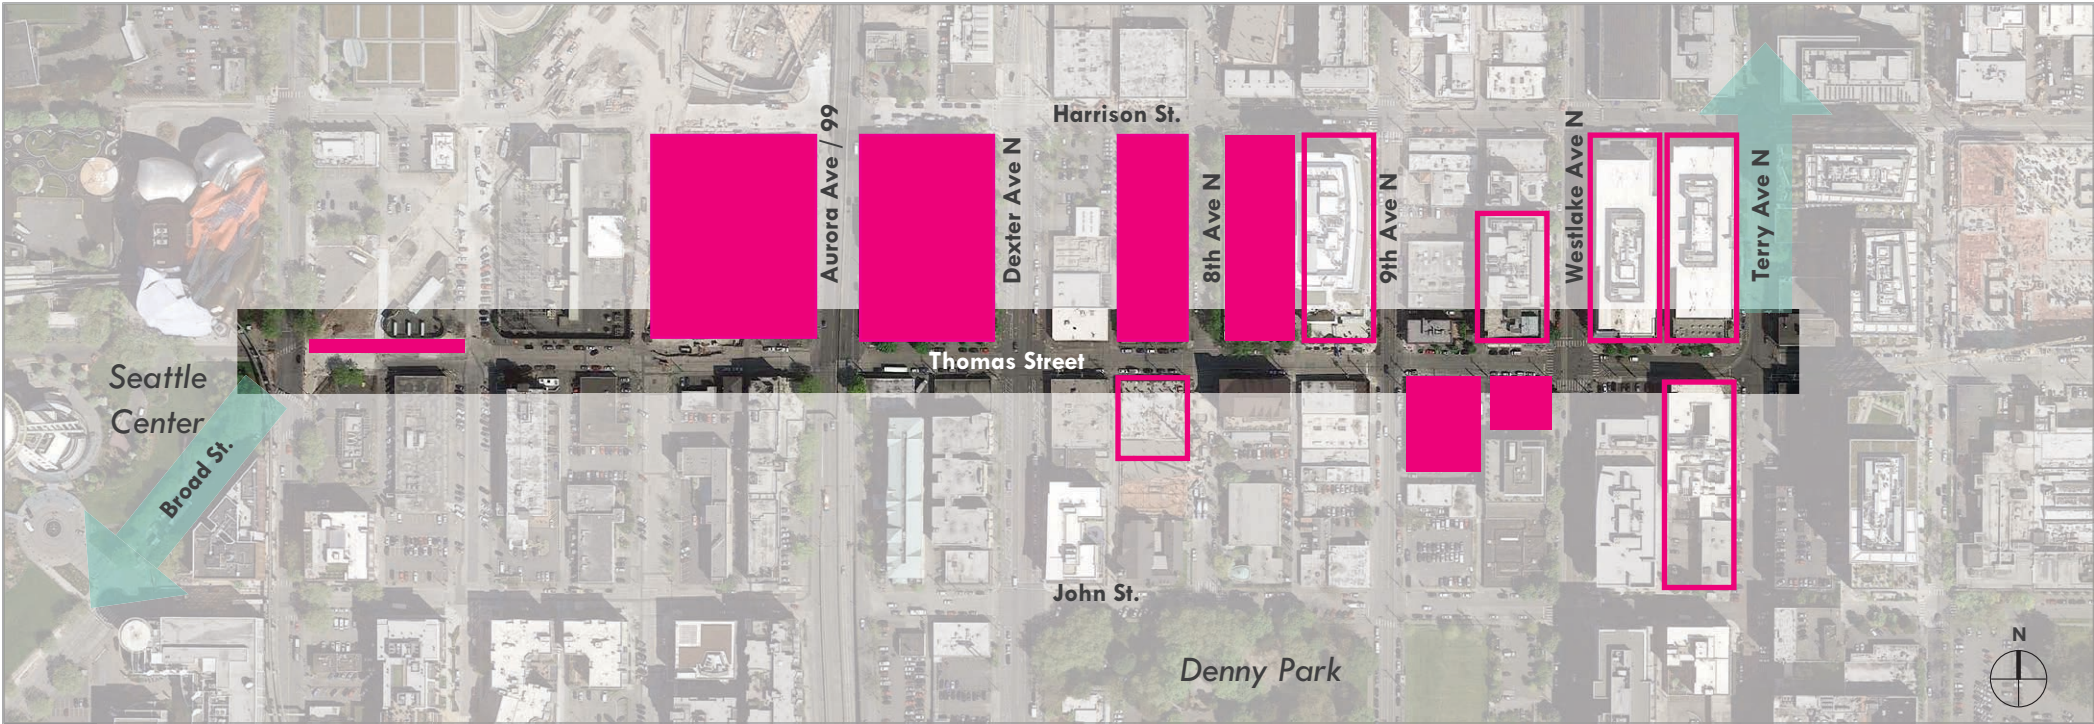 Harrison St.
Aurora Ave / 99
Dexter Ave N
8th Ave N
9th Ave N
Westlake Ave N
Terry Ave N
Thomas Street
Seattle
Center
Broad St.
John St.
Denny Park
N